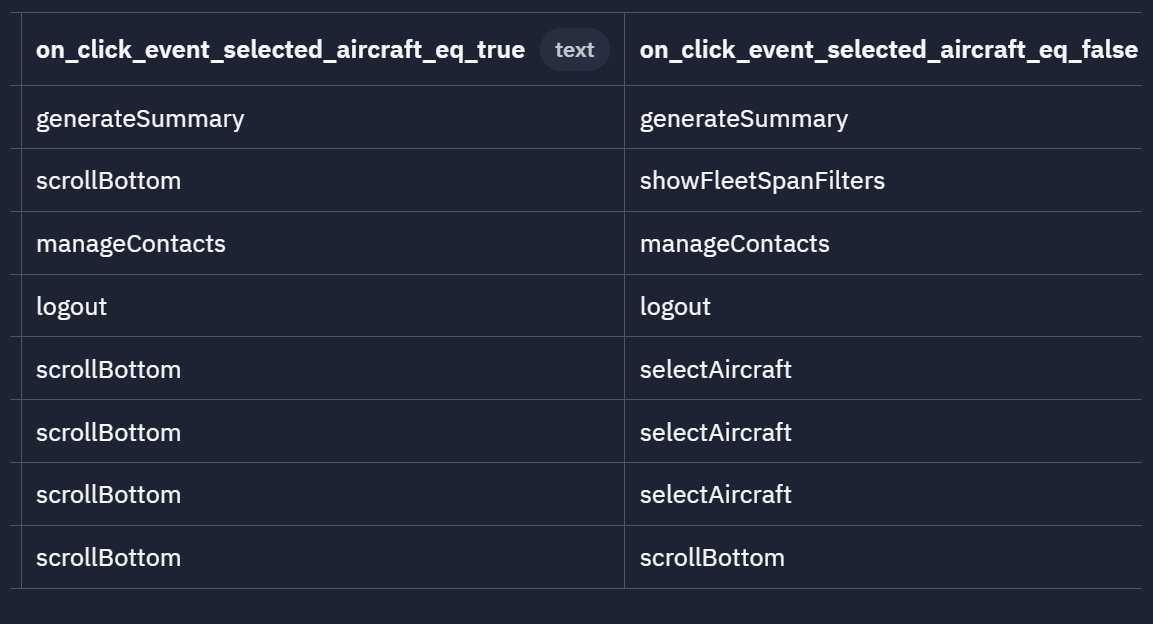 on_click_event_selected_aircraft_eq_true text on_click_event_selected_aircraft_eq_false
generateSummary generateSummary
scrollBottom showFleetSpanFilters
manageContacts manageContacts
logout logout
scrollBottom selectAircraft
scrollBottom selectAircraft
scrollBottom selectAircraft
scrollBottom scrollBottom